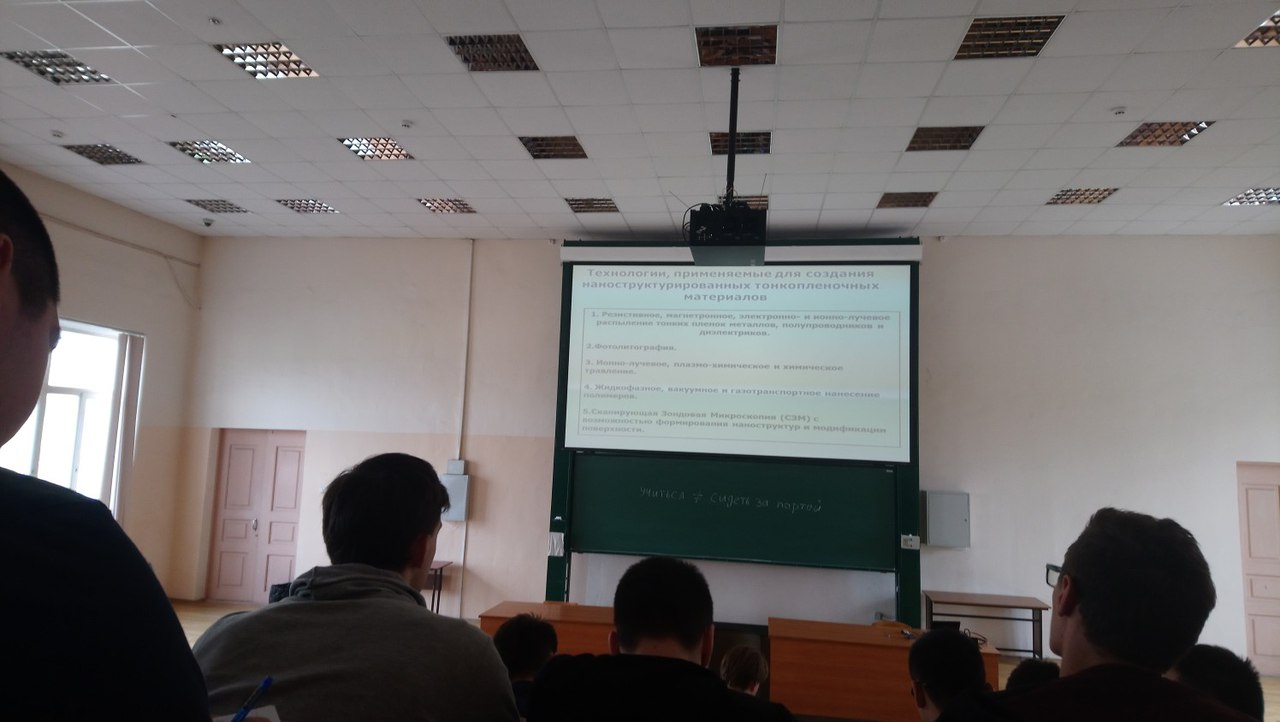 Технологии, применяемые для создания
наноструктурированных тонкопленочных
материалов
1. Резистивное, магнетронное, электронно- и ионно-лучевое
распыление тонких пленок металлов, полупроводников и
диэлектриков.
2.Фотолитография.
3. Ионно-лучевое, плазмо-химическое и химическое
травление.
4. Жидкофазное, вакуумное и газотранспортное нанесение
полимеров.
5.Сканирующая Зондовая Микроскопия (СЗМ) с
возможностью формирования наноструктур и модификации
поверхности.
учиться ≠ сидеть за партой